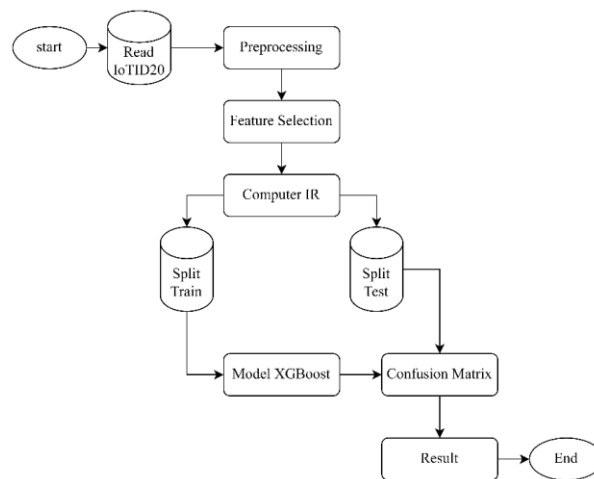 start
Read
IoTID20
Preprocessing
Feature Selection
Computer IR
Split
Train
Split
Test
Model XGBoost
Confusion Matrix
Result
End